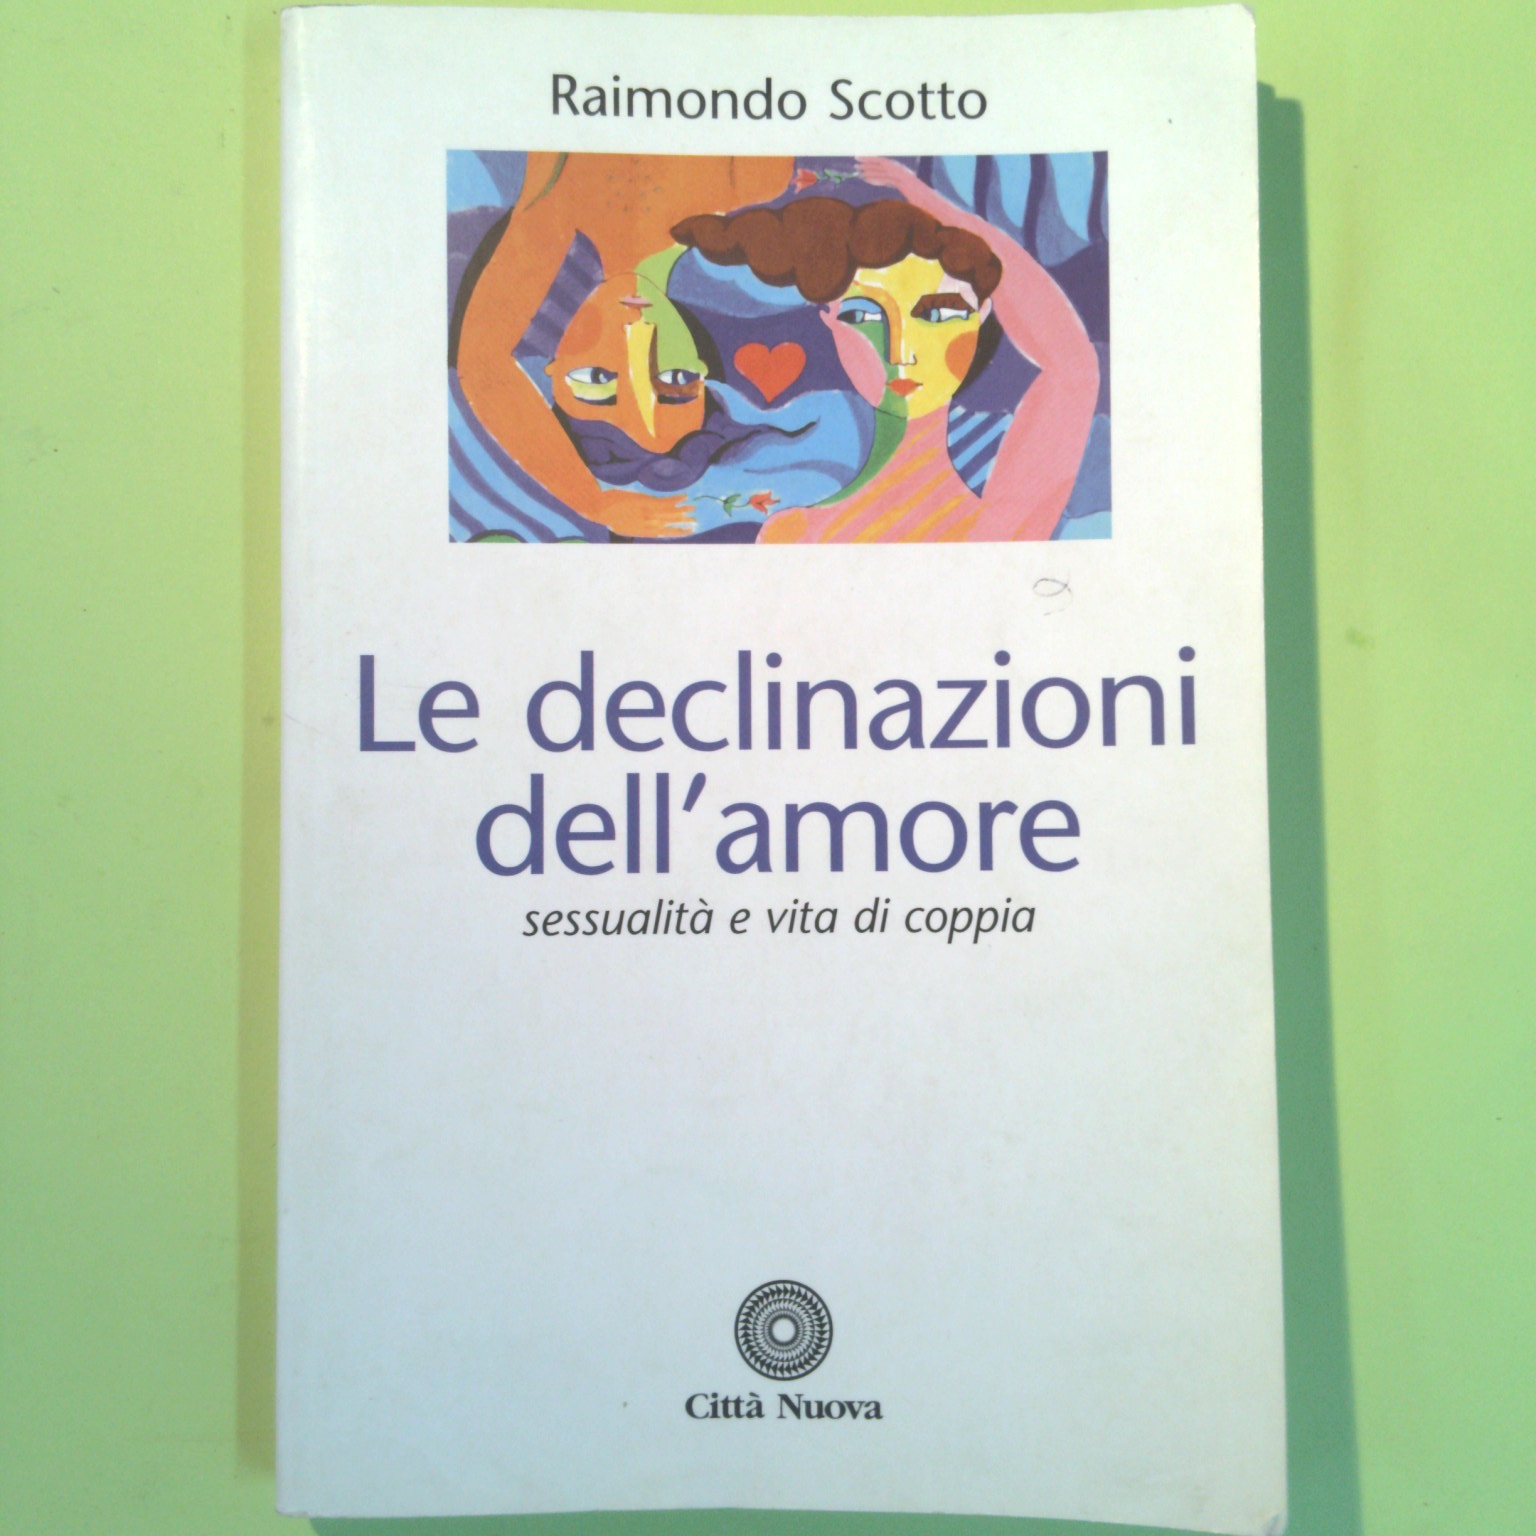 Raimondo Scotto
Le declinazioni
dell'amore
sessualità e vita di coppia
Città Nuova